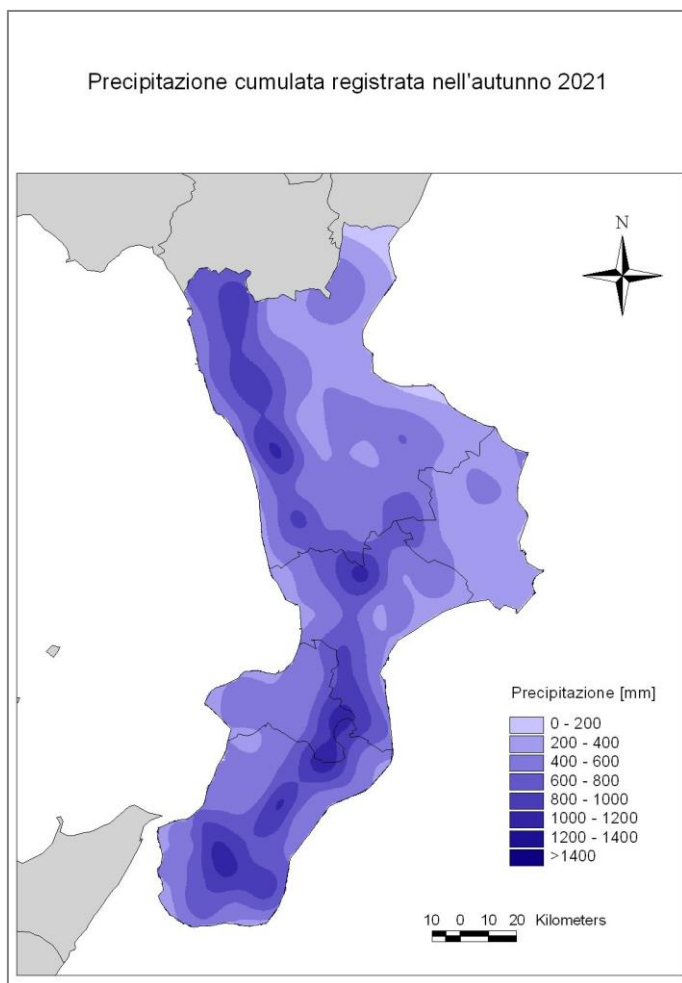 Precipitazione cumulata registrata nell'autunno 2021
N
Precipitazione [mm]
0 - 200
200 - 400
400 - 600
600 - 800
800 - 1000
1000 - 1200
1200 - 1400
>1400
10 0 10 20 Kilometers